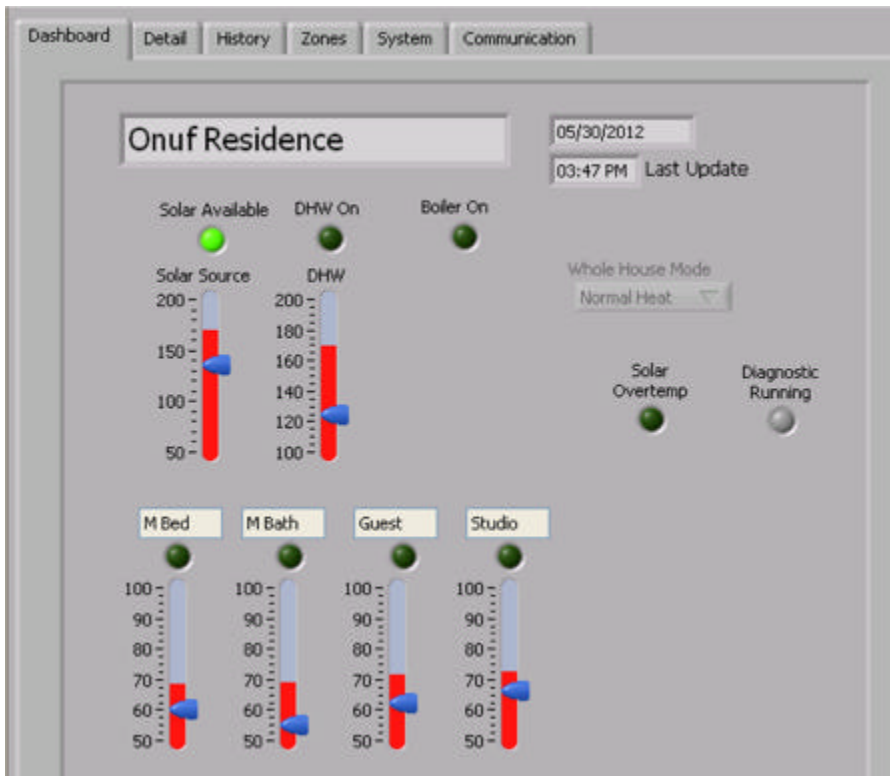 Dashboard Detail History Zones System Communication
Onuf Residence
05/30/2012
03:47 PM Last Update
Solar Available DHW On Boiler On
Solar Source DHW
Whole House Mode
Normal Heat
200
150
100
50
200
180
160
140
120
100
Solar
Overtemp
Diagnostic
Running
M Bed M Bath Guest Studio
100
90
80
70
60
50
100
90
80
70
60
50
100
90
80
70
60
50
100
90
80
70
60
50